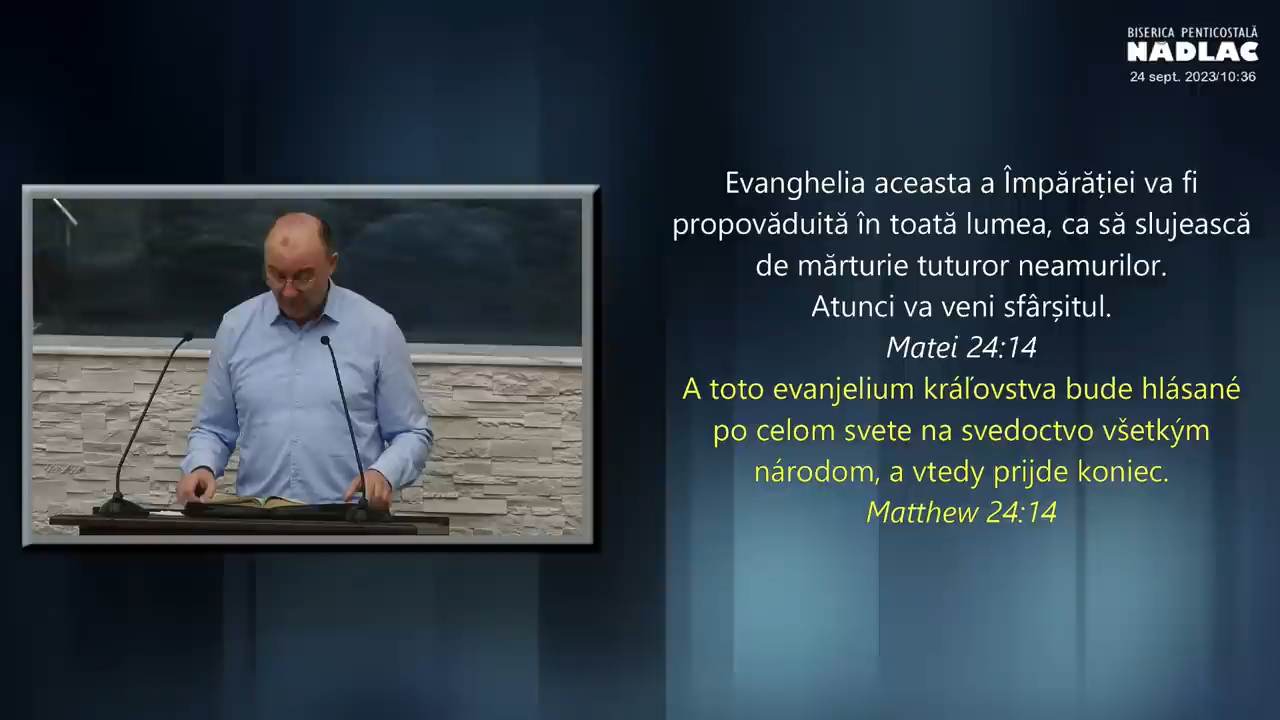 BISERICA PENTICOSTALĂ
NĂDLAC
24 sept. 2023/10:36
Evanghelia aceasta a Împărăției va fi
propovăduită în toată lumea, ca să slujească
de mărturie tuturor neamurilor.
Atunci va veni sfârșitul.
Matei 24:14
A toto evanjelium kráľovstva bude hlásané
po celom svete na svedoctvo všetkým
národom, a vtedy prijde koniec.
Matthew 24:14